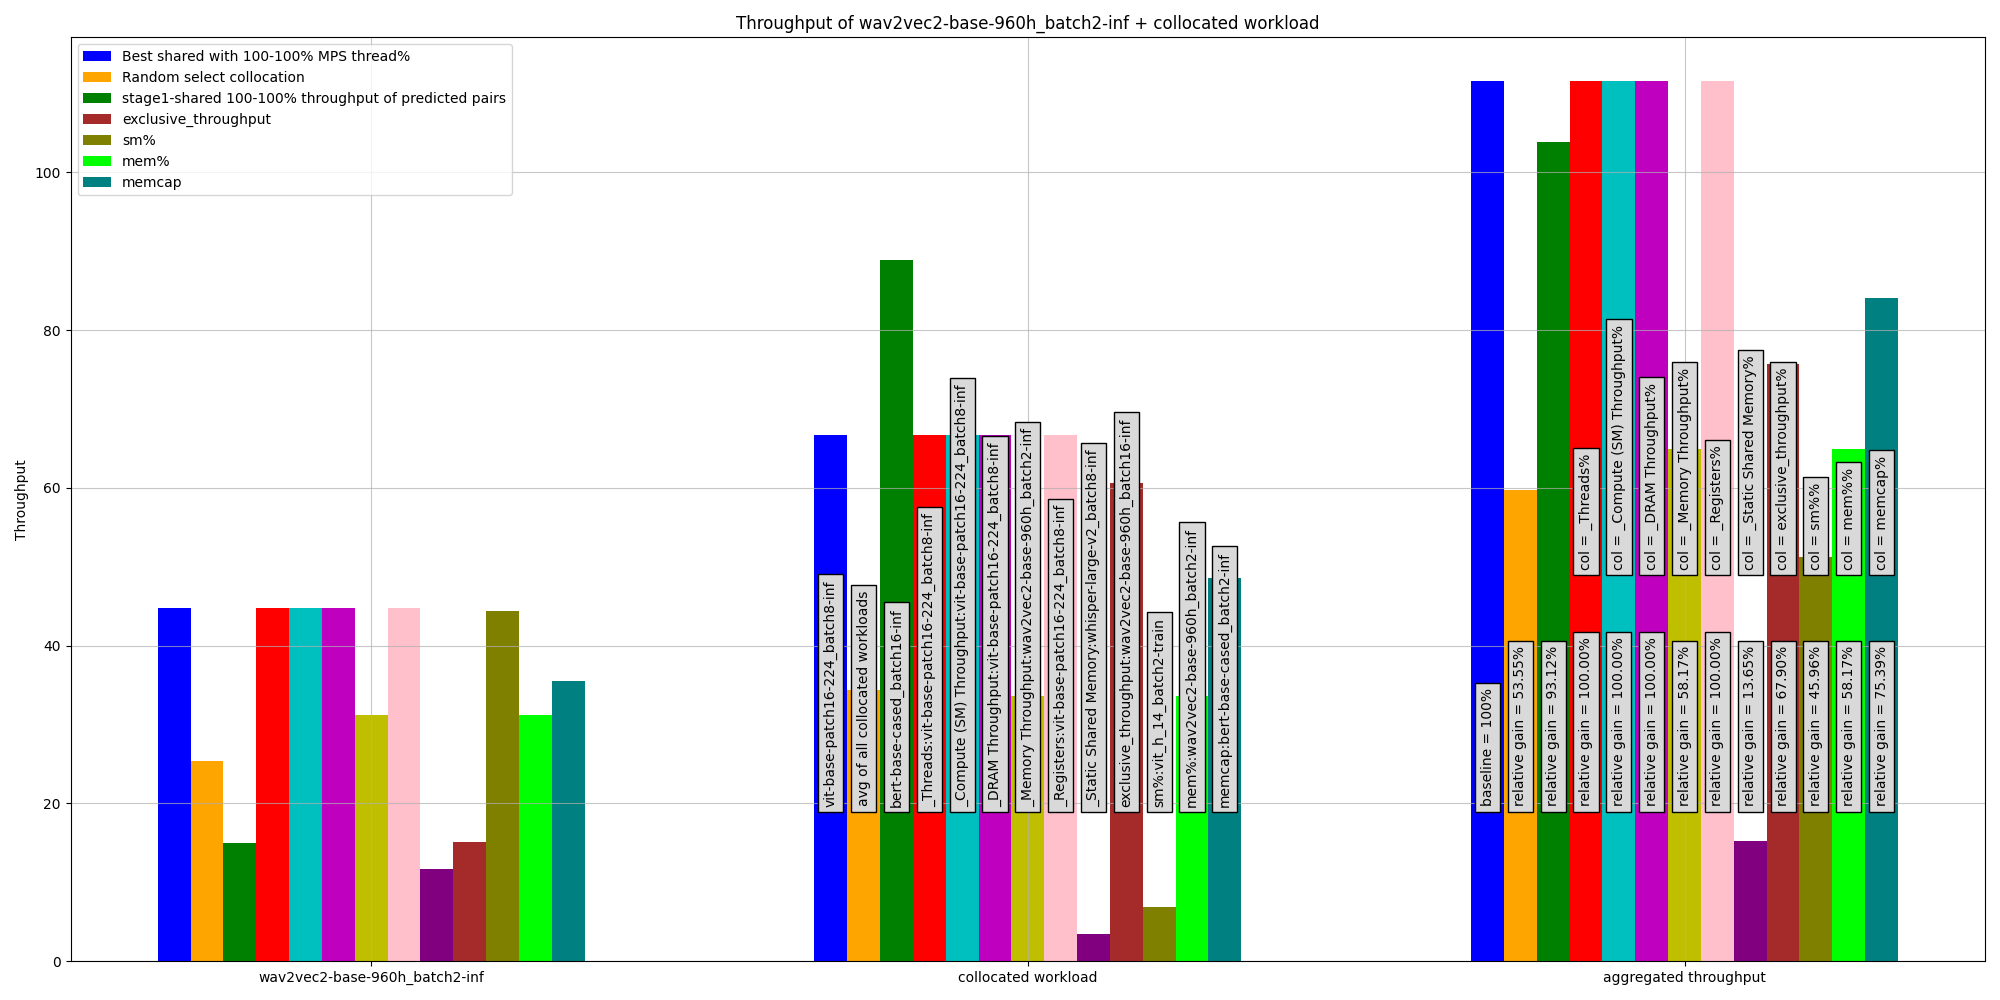 Throughput of wav2vec2-base-960h_batch2-inf + collocated workload
Best shared with 100-100% MPS thread%
Random select collocation
stage1-shared 100-100% throughput of predicted pairs
exclusive_throughput
sm%
mem%
memcap
Throughput
100
80
60
40
20
0
vit-base-patch16-224_batch8-inf
avg of all collocated workloads
bert-base-cased_batch16-inf
_Threads:vit-base-patch16-224_batch8-inf
_Compute (SM) Throughput:vit-base-patch16-224_batch8-inf
_DRAM Throughput:vit-base-patch16-224_batch8-inf
_Memory Throughput:wav2vec2-base-960h_batch2-inf
_Registers:vit-base-patch16-224_batch8-inf
_Static Shared Memory:whisper-large-v2_batch8-inf
exclusive_throughput:wav2vec2-base-960h_batch16-inf
sm%:vit_h_14_batch2-train
mem%:wav2vec2-base-960h_batch2-inf
memcap:bert-base-cased_batch2-inf
col = _Threads%
col = _Compute (SM) Throughput%
col = _DRAM Throughput%
col = _Memory Throughput%
col = _Registers%
col = _Static Shared Memory%
col = exclusive_throughput%
col = sm%%
col = mem%%
col = memcap%
baseline = 100%
relative gain = 53.55%
relative gain = 93.12%
relative gain = 100.00%
relative gain = 100.00%
relative gain = 100.00%
relative gain = 58.17%
relative gain = 100.00%
relative gain = 13.65%
relative gain = 67.90%
relative gain = 45.96%
relative gain = 58.17%
relative gain = 75.39%
wav2vec2-base-960h_batch2-inf
collocated workload
aggregated throughput